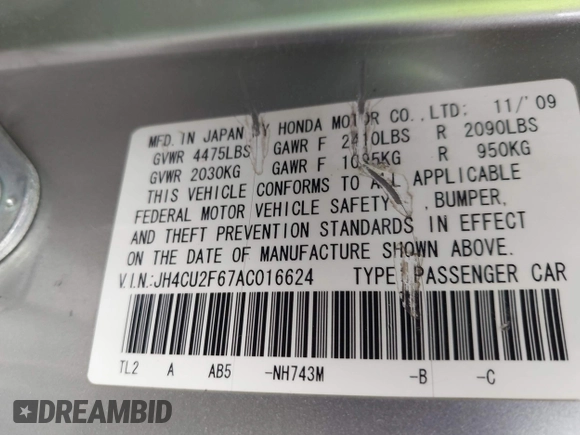 MFD. IN JAPAN BY HONDA MOTOR CO., LTD: 11/'09
GVWR 4475LBS GAWR F LBS R 2090LBS
GVWR 2030KG GAWR F KG R 950KG
THIS VEHICLE CONFORMS TO ALL APPLICABLE
FEDERAL MOTOR VEHICLE SAFETY, BUMPER,
AND THEFT PREVENTION STANDARDS IN EFFECT
ON THE DATE OF MANUFACTURE SHOWN ABOVE.
V.I.N.:JH4CU2F67AC016624 TYPE: PASSENGER CAR
TL2 A AB5 -NH743M -B -C
DREAMBID